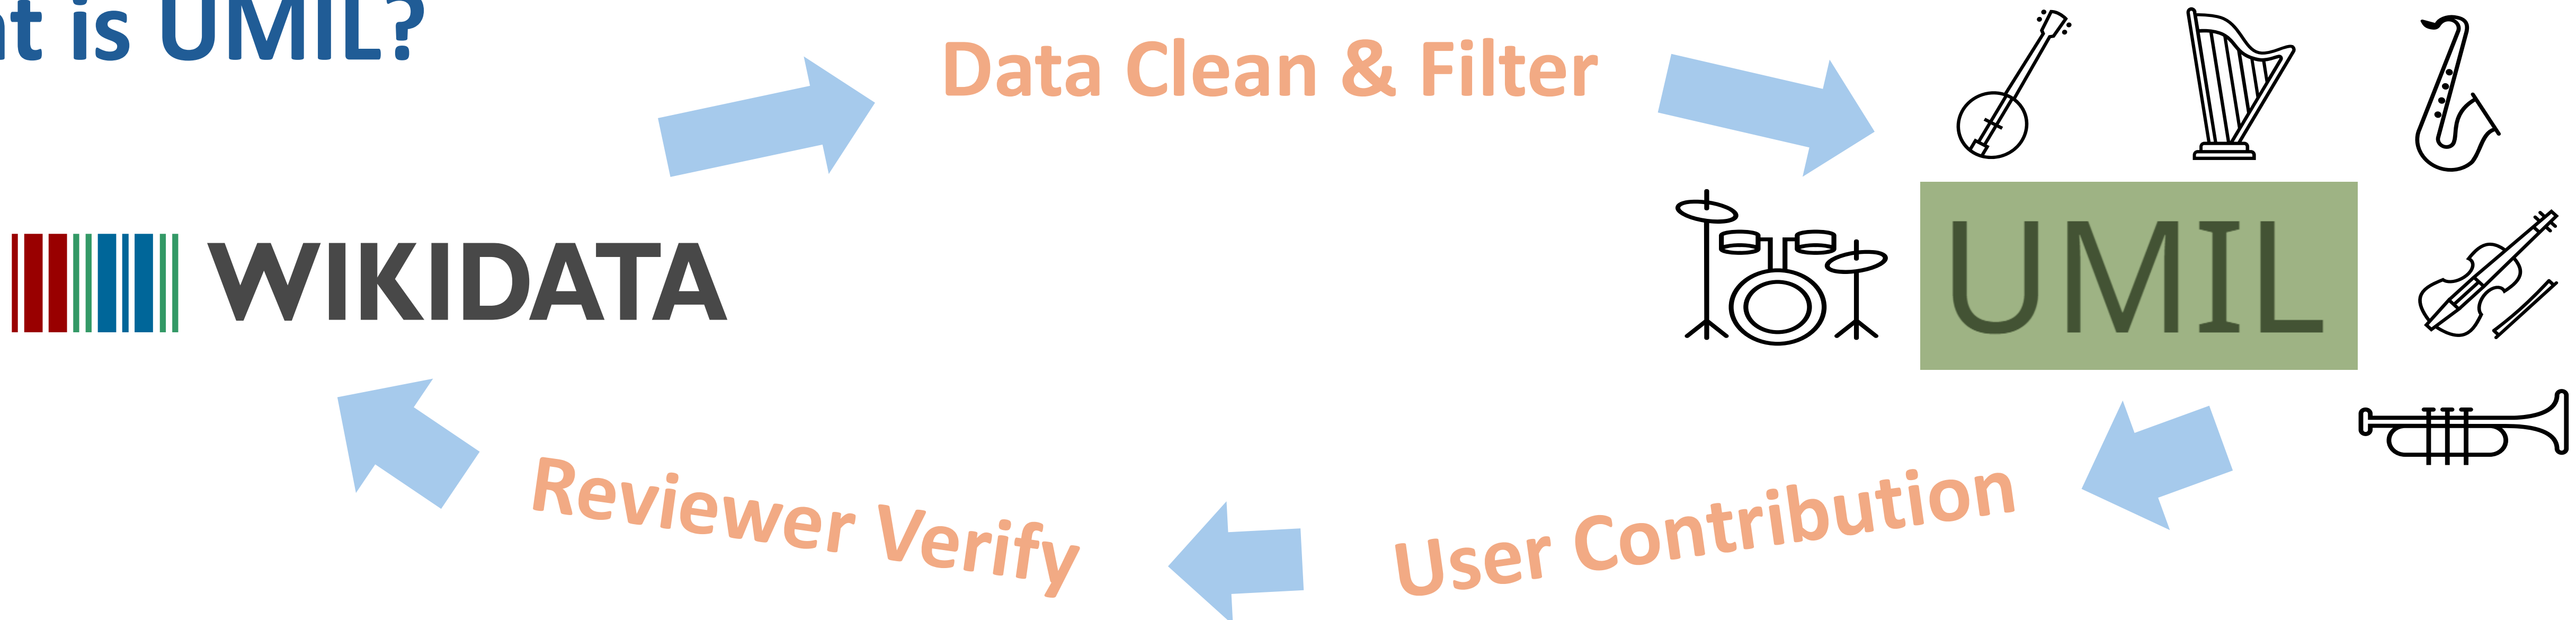 is UMIL?
Data Clean & Filter
WIKIDATA
UMIL
Reviewer Verify
User Contribution